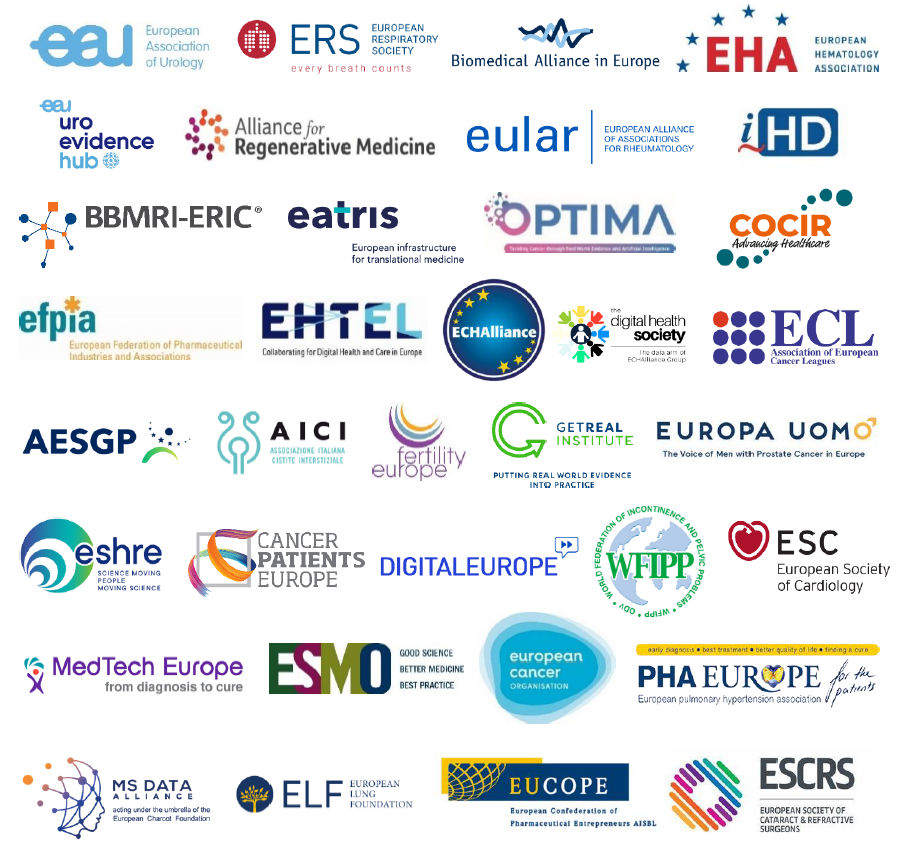 eau
European
Association
of Urology
ERS
EUROPEAN
RESPIRATORY
SOCIETY
every breath counts
Biomedical Alliance in Europe
EHA
EUROPEAN
HEMATOLOGY
ASSOCIATION
eau
uro
evidence
hub
Alliance for
Regenerative Medicine
eular
EUROPEAN ALLIANCE
OF ASSOCIATIONS
FOR RHEUMATOLOGY
iHD
BBMRI-ERIC®
eatris
European infrastructure
for translational medicine
OPTIMA
Tackling Cancer through Real World Evidence and Artificial Intelligence
COCIR
Advancing Healthcare
efpia
European Federation of Pharmaceutical
Industries and Associations
EHTEL
Collaborating for Digital Health and Care in Europe
ECHAlliance
the
digital health
society
The data arm of
ECHAlliance Group
ECL
Association of European
Cancer Leagues
AESGP
AICI
ASSOCIAZIONE ITALIANA
CISTITE INTERSTIZIALE
fertility
europe
GETREAL
INSTITUTE
PUTTING REAL WORLD EVIDENCE
INTO PRACTICE
EUROPA UOMO
The Voice of Men with Prostate Cancer in Europe
eshre
SCIENCE MOVING
PEOPLE
MOVING SCIENCE
CANCER
PATIENTS
EUROPE
DIGITALEUROPE
WORLD FEDERATION OF INCONTINENCE AND PELVIC PROBLEMS
WFIPP
• ODV • WFIPP •
ESC
European Society
of Cardiology
MedTech Europe
from diagnosis to cure
ESMO
GOOD SCIENCE
BETTER MEDICINE
BEST PRACTICE
european
cancer
ORGANISATION
early diagnosis • best treatment • better quality of life • finding a cure
PHA EUROPE
for the
patients
European pulmonary hypertension association
MS DATA
ALLIANCE
acting under the umbrella of the
European Charcot Foundation
ELF
EUROPEAN
LUNG
FOUNDATION
EUCOPE
European Confederation of
Pharmaceutical Entrepreneurs AISBL
ESCRS
EUROPEAN SOCIETY OF
CATARACT & REFRACTIVE
SURGEONS